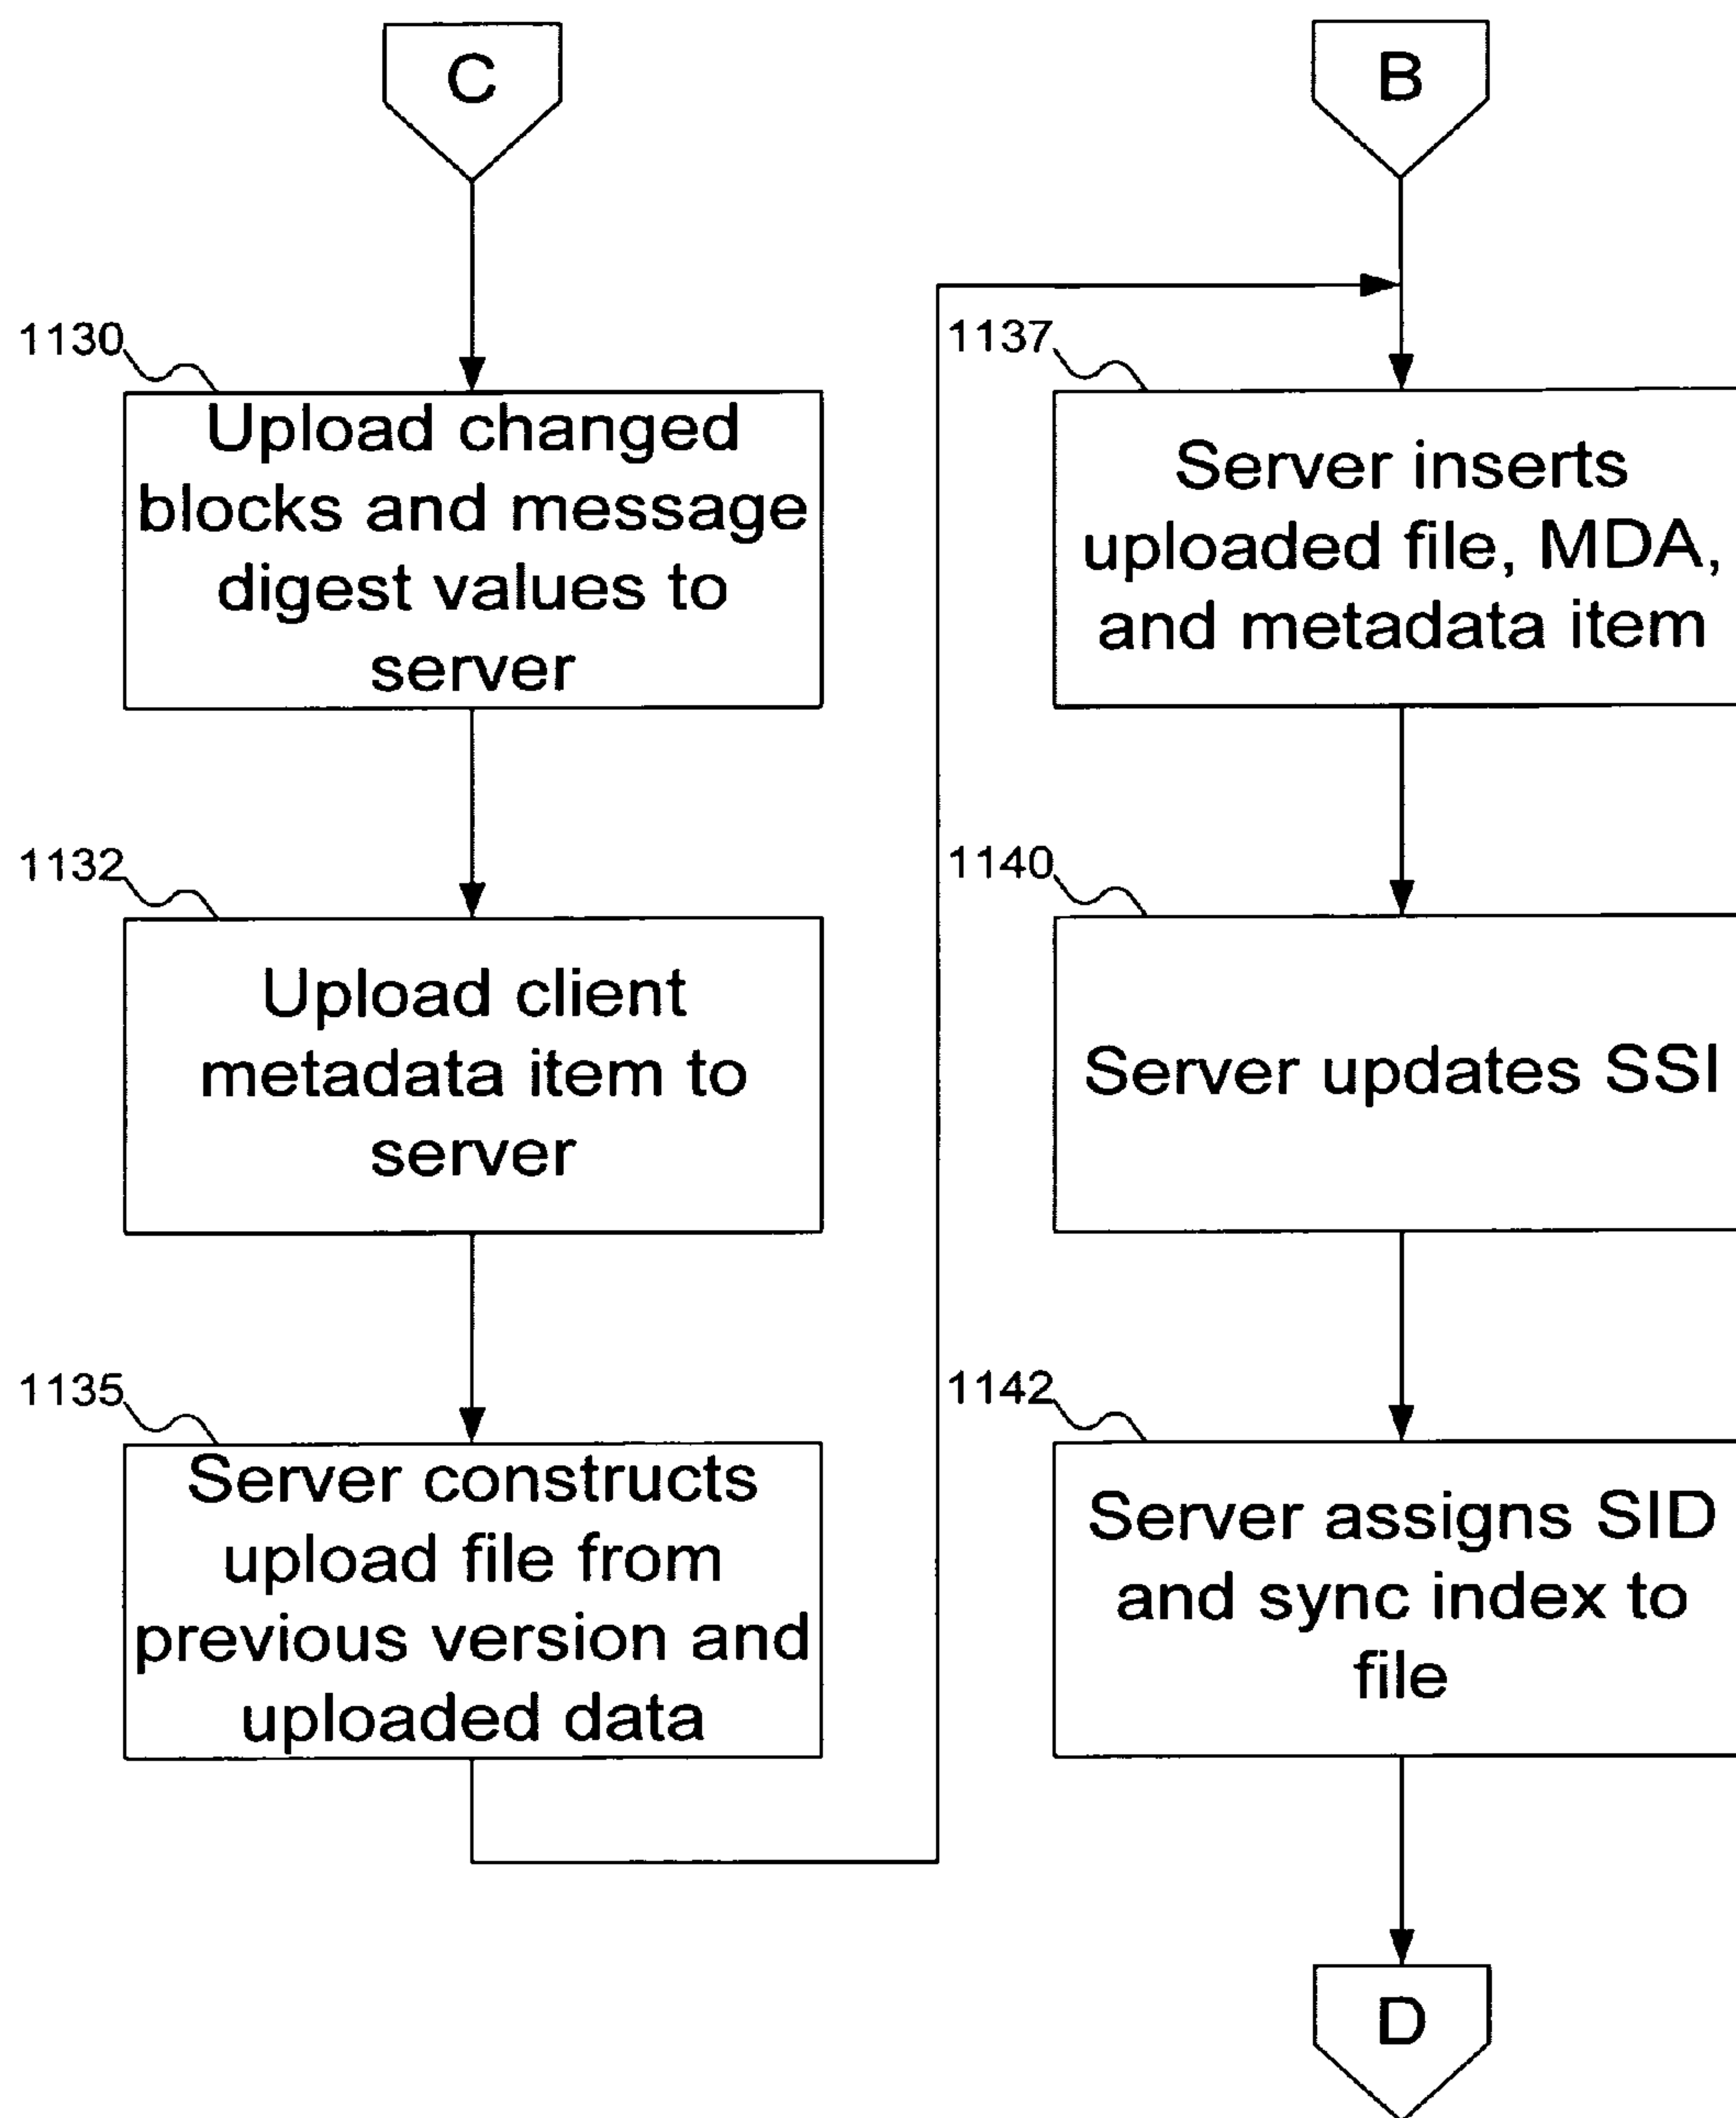 C
1130
Upload changed
blocks and message
digest values to
server
1132
Upload client
metadata item to
server
1135
Server constructs
upload file from
previous version and
uploaded data
B
1137
Server inserts
uploaded file, MDA,
and metadata item
1140
Server updates SSI
1142
Server assigns SID
and sync index to
file
D